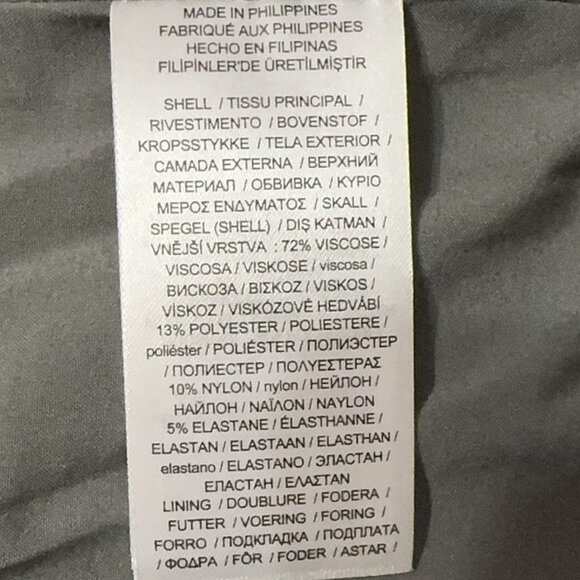 MADE IN PHILIPPINES
FABRIQUÉ AUX PHILIPPINES
HECHO EN FILIPINAS
FILIPINLER'DE ÜRETILMIŞTIR
SHELL / TISSU PRINCIPAL /
RIVESTIMENTO / BOVENSTOF /
KROPSSTYKKE / TELA EXTERIOR /
CAMADA EXTERNA / ВЕРХНИЙ
МАТЕРИАЛ / ОБВИВКА / ΚΥΡΙΟ
ΜΕΡΟΣ ΕΝΔΥΜΑΤΟΣ / SKALL /
SPEGEL (SHELL) / DIŞ KATMAN /
VNĚJŠÍ VRSTVA : 72% VISCOSE /
VISCOSA / VISKOSE / viscosa /
ВИСКОЗА / ΒΙΣΚΟΖ / VISKOS /
VİSKOZ / VISKÓZOVÉ HEDVÁBÍ
13% POLYESTER / POLIESTERE /
poliéster / POLIÉSTER / ПОЛИЭСТЕР
/ ПОЛИЕСТЕР / ΠΟΛΥΕΣΤΕΡΑΣ
10% NYLON / nylon / НЕЙЛОН /
НАЙЛОН / ΝΑΪΛΟΝ / NAYLON
5% ELASTANE / ÉLASTHANNE /
ELASTAN / ELASTAAN / ELASTHAN /
elastano / ELASTANO / ЭЛАСТАН /
ЕЛАСТАН / ΕΛΑΣΤΑΝ
LINING / DOUBLURE / FODERA /
FUTTER / VOERING / FORING /
FORRO / ПОДКЛАДКА / ПОДПЛАТА
/ ΦΟΔΡΑ / FÔR / FODER / ASTAR /